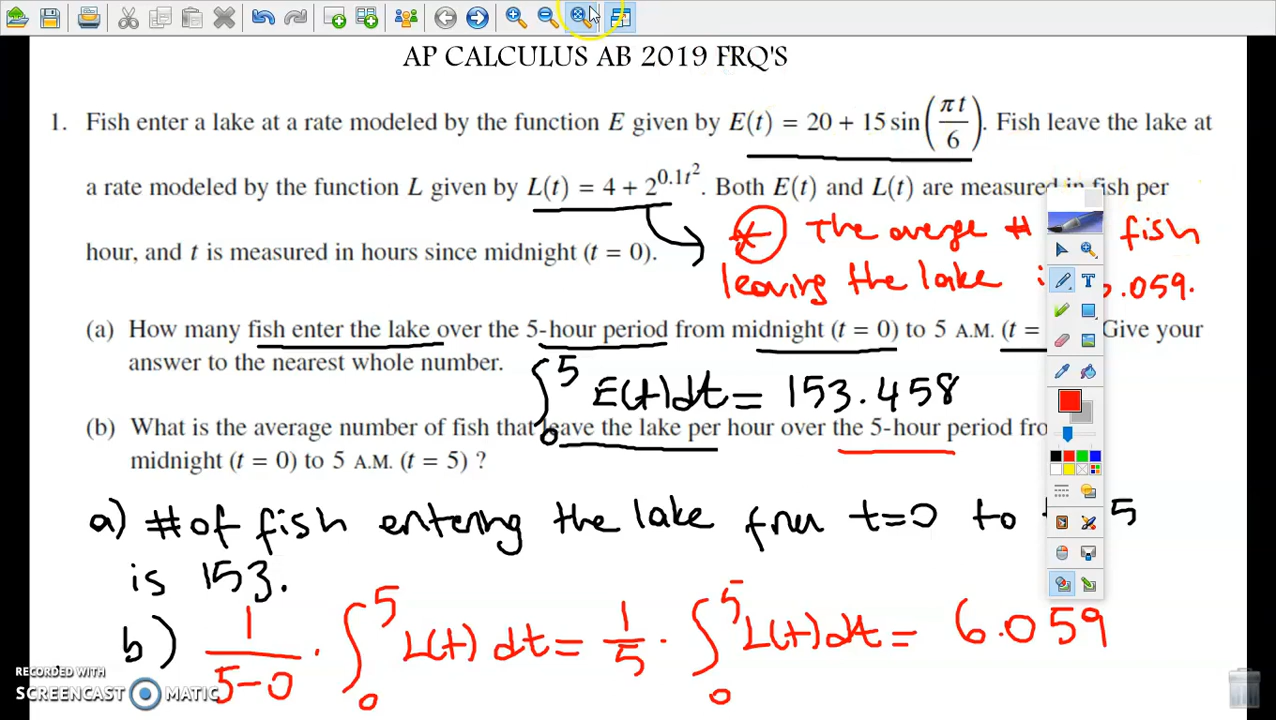 AP CALCULUS AB 2019 FRQ'S
1. Fish enter a lake at a rate modeled by the function E given by E(t) = 20 + 15 sin(πt/6). Fish leave the lake at
a rate modeled by the function L given by L(t) = 4 + 2^(0.1t²). Both E(t) and L(t) are measured in fish per
The averge # fish
hour, and t is measured in hours since midnight (t = 0).
leaving the lake .059.
(a) How many fish enter the lake over the 5-hour period from midnight (t = 0) to 5 A.M. (t = Give your
answer to the nearest whole number.
∫₀⁵ E(t)dt = 153.458
(b) What is the average number of fish that leave the lake per hour over the 5-hour period
midnight (t = 0) to 5 A.M. (t = 5) ?
a) # of fish entering the lake from t=0 to 5
is 153.
b) 1/(5-0) · ∫₀⁵ L(t) dt = 1/5 · ∫₀⁵ L(t)dt = 6.059
RECORDED WITH
SCREENCAST MATIC
T